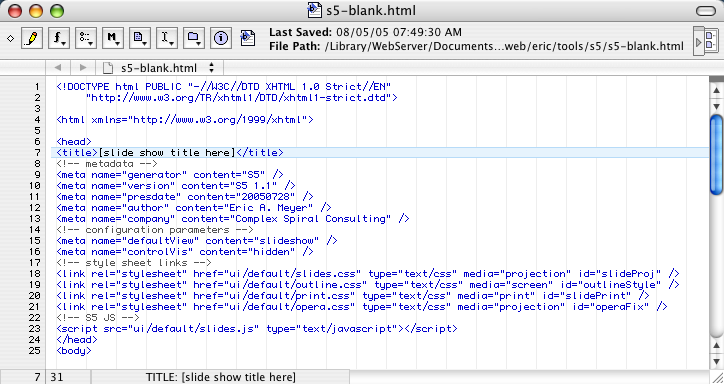 s5-blank.html
Last Saved: 08/05/05 07:49:30 AM
File Path: /Library/WebServer/Documents...web/eric/tools/s5/s5-blank.html
s5-blank.html
1 <!DOCTYPE html PUBLIC "-//W3C//DTD XHTML 1.0 Strict//EN"
2 "http://www.w3.org/TR/xhtml1/DTD/xhtml1-strict.dtd">
3
4 <html xmlns="http://www.w3.org/1999/xhtml">
5
6 <head>
7 <title>[slide show title here]</title>
8 <!-- metadata -->
9 <meta name="generator" content="S5" />
10 <meta name="version" content="S5 1.1" />
11 <meta name="presdate" content="20050728" />
12 <meta name="author" content="Eric A. Meyer" />
13 <meta name="company" content="Complex Spiral Consulting" />
14 <!-- configuration parameters -->
15 <meta name="defaultView" content="slideshow" />
16 <meta name="controlVis" content="hidden" />
17 <!-- style sheet links -->
18 <link rel="stylesheet" href="ui/default/slides.css" type="text/css" media="projection" id="slideProj" />
19 <link rel="stylesheet" href="ui/default/outline.css" type="text/css" media="screen" id="outlineStyle" />
20 <link rel="stylesheet" href="ui/default/print.css" type="text/css" media="print" id="slidePrint" />
21 <link rel="stylesheet" href="ui/default/opera.css" type="text/css" media="projection" id="operaFix" />
22 <!-- S5 JS -->
23 <script src="ui/default/slides.js" type="text/javascript"></script>
24 </head>
25 <body>
7 31 TITLE: [slide show title here]